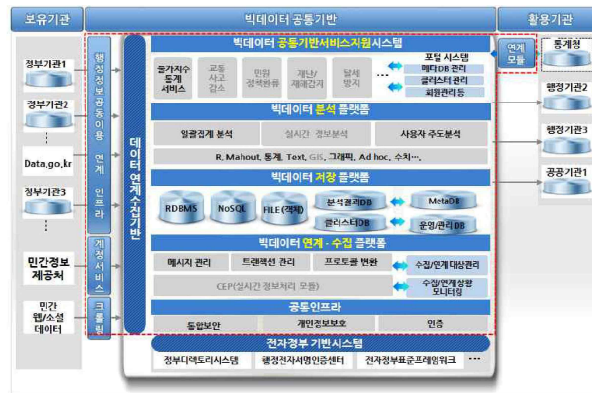 보유기관
빅데이터 공통기반
활용기관
정부기관1
정부기관2
Data.go.kr
정부기관3
민간정보
제공처
민간
웹/소셜
데이터
행정정보공동이용 연계 인프라
계정서비스
크롤링
데이터 연계수집기반
빅데이터 공통기반서비스지원시스템
물가지수
통계
서비스
교통
사고
감소
민원
정책반류
재난/
재해감지
탈세
방지
...
포털 시스템
메타DB 관리
클러스터 관리
회원관리등
빅데이터 분석 플랫폼
일괄집계 분석
실시간 정보분석
사용자 주도분석
R, Mahout, 통계, Text, GIS, 그래픽, Ad hoc, 수치...,
빅데이터 저장 플랫폼
RDBMS
NoSQL
FILE(객체)
분석결과DB
MetaDB
클러스터DB
운영/관리DB
빅데이터 연계 · 수집 플랫폼
메시지 관리
트랜잭션 관리
프로토콜 변환
수집/연계 대상관리
CEP(실시간 정보처리 모듈)
수집/연계상황
모니터링
공통인프라
통합보안
개인정보보호
인증
전자정부 기반시스템
정부디렉토리시스템
행정전자서명인증센터
전자정부표준프레임워크
...
연계
모듈
통계청
행정기관2
행정기관3
공공기관1